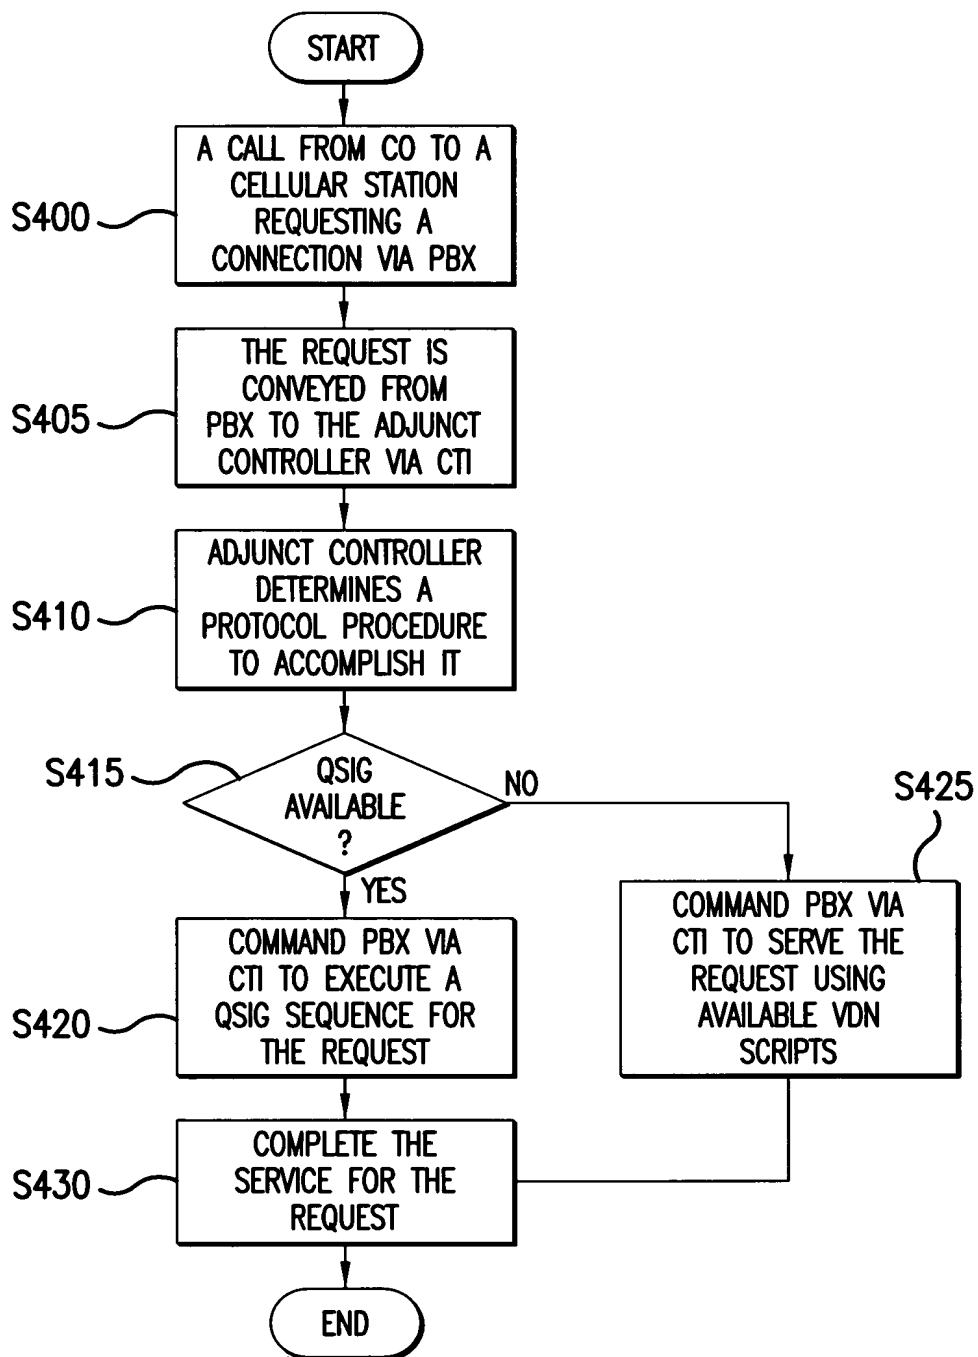 START
A CALL FROM CO TO A
CELLULAR STATION
REQUESTING A
CONNECTION VIA PBX
S400
THE REQUEST IS
CONVEYED FROM
PBX TO THE ADJUNCT
CONTROLLER VIA CTI
S405
ADJUNCT CONTROLLER
DETERMINES A
PROTOCOL PROCEDURE
TO ACCOMPLISH IT
S410
S415
QSIG
AVAILABLE
?
NO
YES
S425
COMMAND PBX VIA
CTI TO SERVE THE
REQUEST USING
AVAILABLE VDN
SCRIPTS
COMMAND PBX VIA
CTI TO EXECUTE A
QSIG SEQUENCE FOR
THE REQUEST
S420
COMPLETE THE
SERVICE FOR THE
REQUEST
S430
END